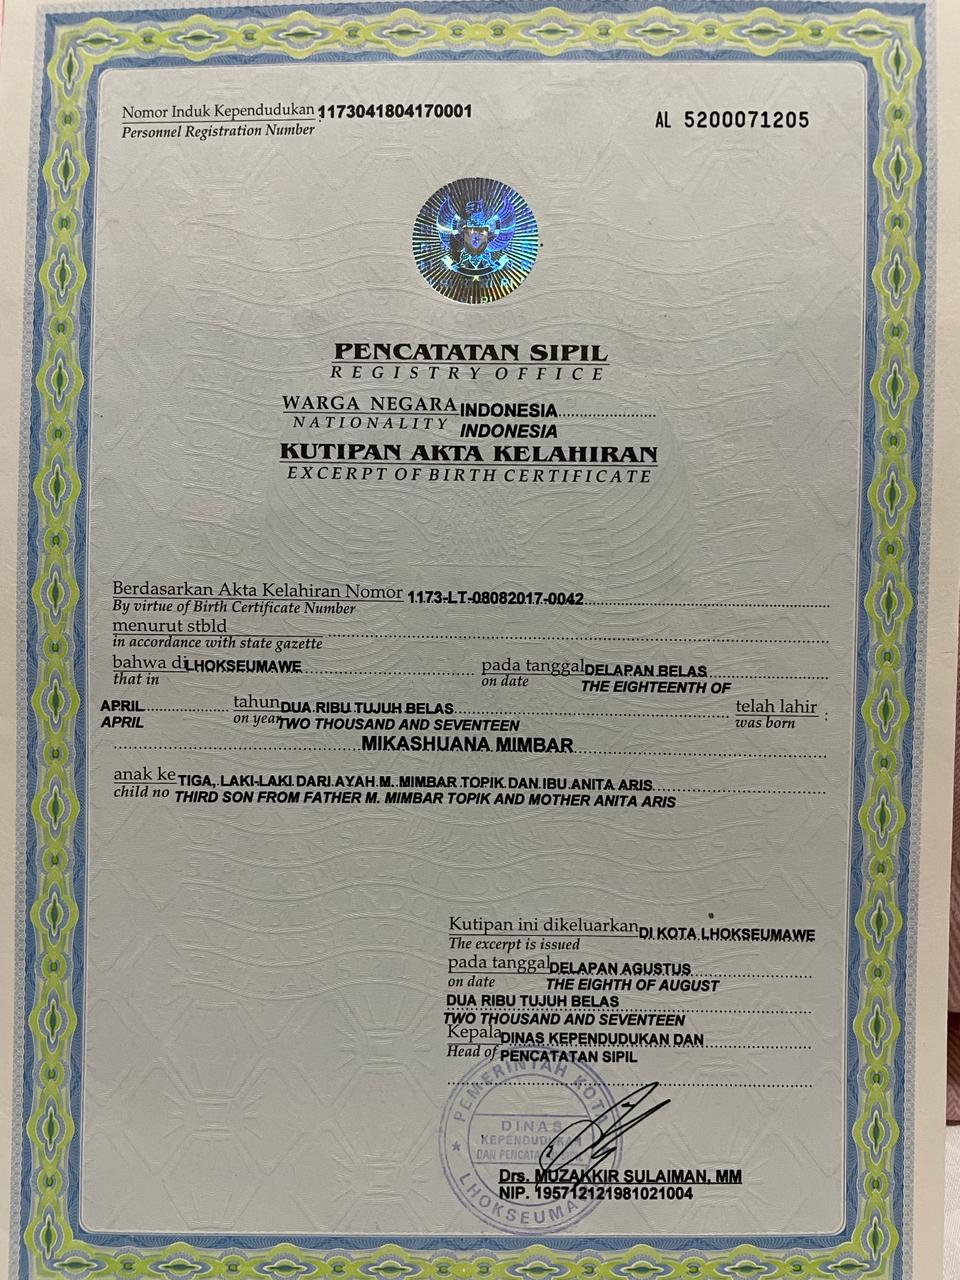 Nomor Induk Kependudukan : 1173041804170001
Personnel Registration Number
AL 5200071205
PENCATATAN SIPIL
REGISTRY OFFICE
WARGA NEGARA INDONESIA
NATIONALITY INDONESIA
KUTIPAN AKTA KELAHIRAN
EXCERPT OF BIRTH CERTIFICATE
Berdasarkan Akta Kelahiran Nomor 1173-LT-08082017-0042
By virtue of Birth Certificate Number
menurut stbld
in accordance with state gazette
bahwa di LHOKSEUMAWE pada tanggal DELAPAN BELAS
that in on date THE EIGHTEENTH OF
APRIL tahun DUA RIBU TUJUH BELAS telah lahir :
APRIL on year TWO THOUSAND AND SEVENTEEN was born
MIKASHUANA MIMBAR
anak ke TIGA, LAKI-LAKI DARI AYAH M. MIMBAR TOPIK DAN IBU ANITA ARIS
child no THIRD SON FROM FATHER M. MIMBAR TOPIK AND MOTHER ANITA ARIS
Kutipan ini dikeluarkan DI KOTA LHOKSEUMAWE
The excerpt is issued
pada tanggal DELAPAN AGUSTUS
on date THE EIGHTH OF AUGUST
DUA RIBU TUJUH BELAS
TWO THOUSAND AND SEVENTEEN
Kepala DINAS KEPENDUDUKAN DAN
Head of PENCATATAN SIPIL
PEMERINTAH KOTA
DINAS
KEPENDUDUKAN
DAN PENCATATAN SIPIL
LHOKSEUMAWE
Drs. MUZAKKIR SULAIMAN, MM
NIP. 195712121981021004